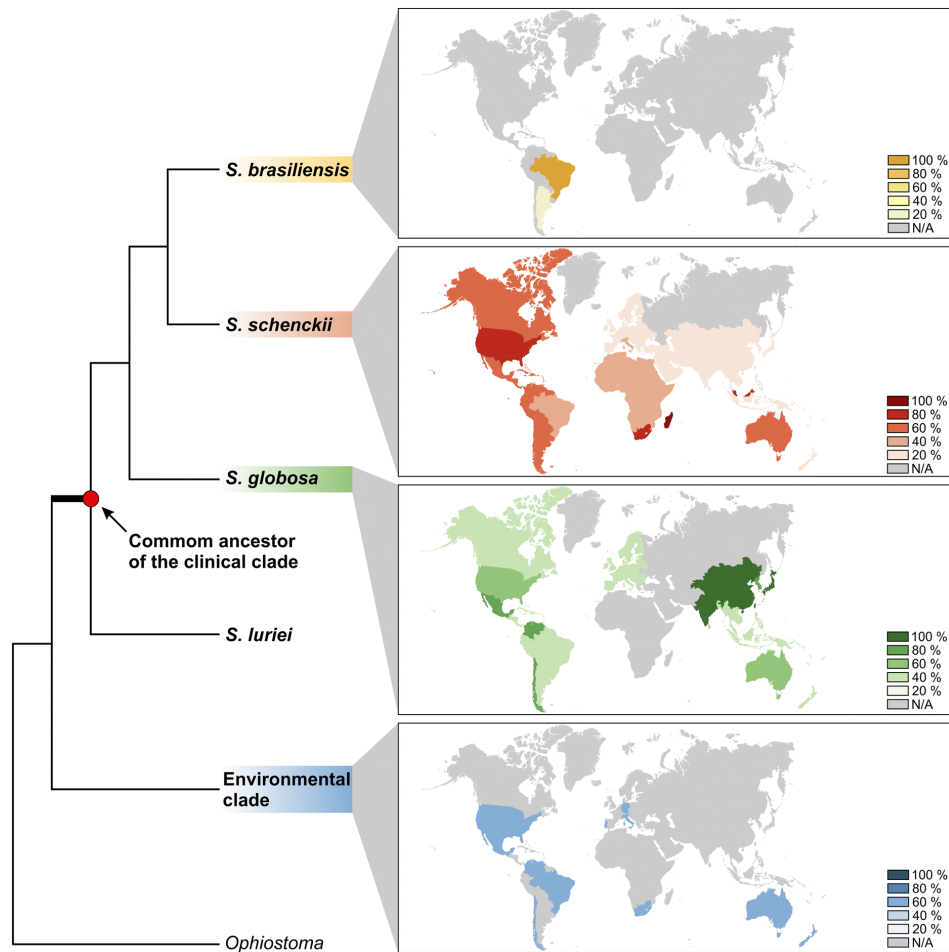 S. brasiliensis
100 %
80 %
60 %
40 %
20 %
N/A
S. schenckii
100 %
80 %
60 %
40 %
20 %
N/A
S. globosa
100 %
80 %
60 %
40 %
20 %
N/A
Commom ancestor
of the clinical clade
S. luriei
Environmental
clade
100 %
80 %
60 %
40 %
20 %
N/A
Ophiostoma